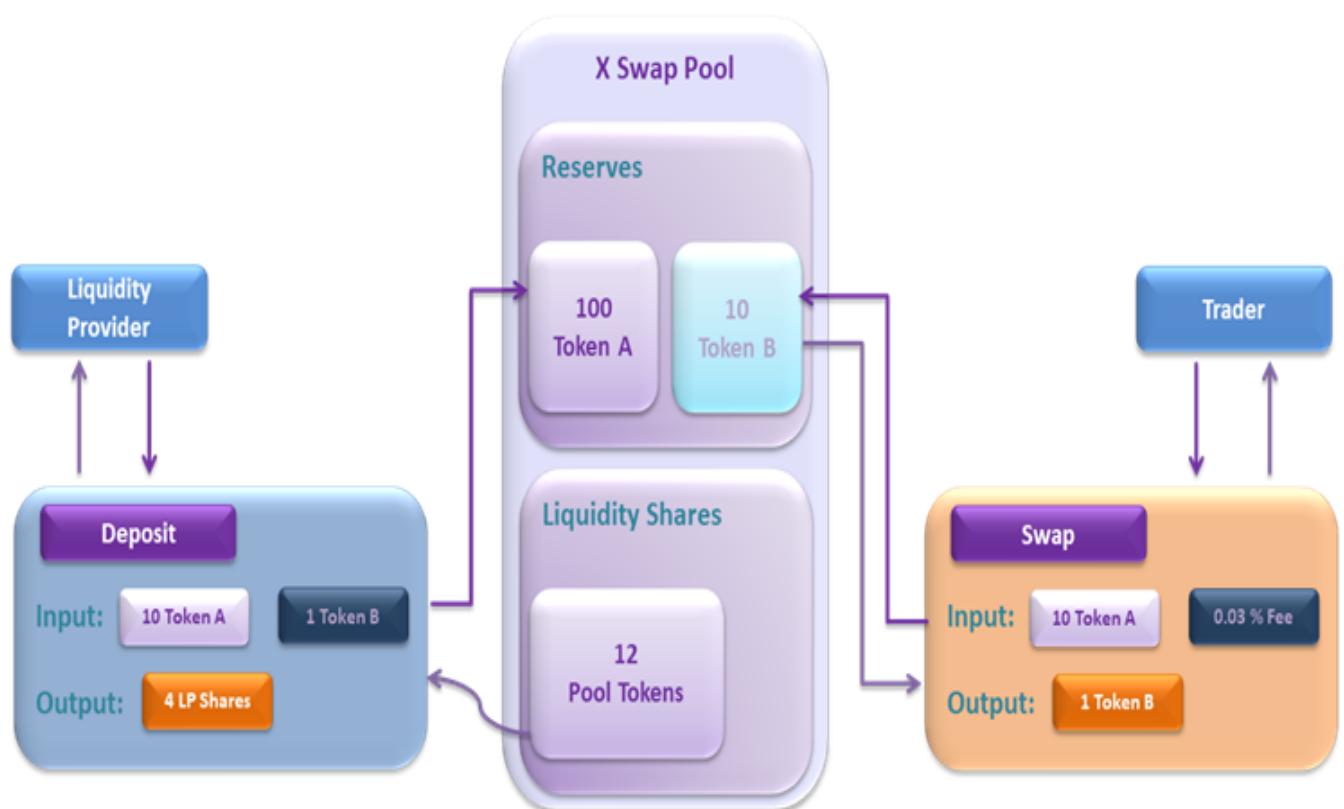 X Swap Pool
Reserves
100
Token A
10
Token B
Liquidity Shares
12
Pool Tokens
Liquidity
Provider
Deposit
Input:
10 Token A
1 Token B
Output:
4 LP Shares
Trader
Swap
Input:
10 Token A
0.03 % Fee
Output:
1 Token B